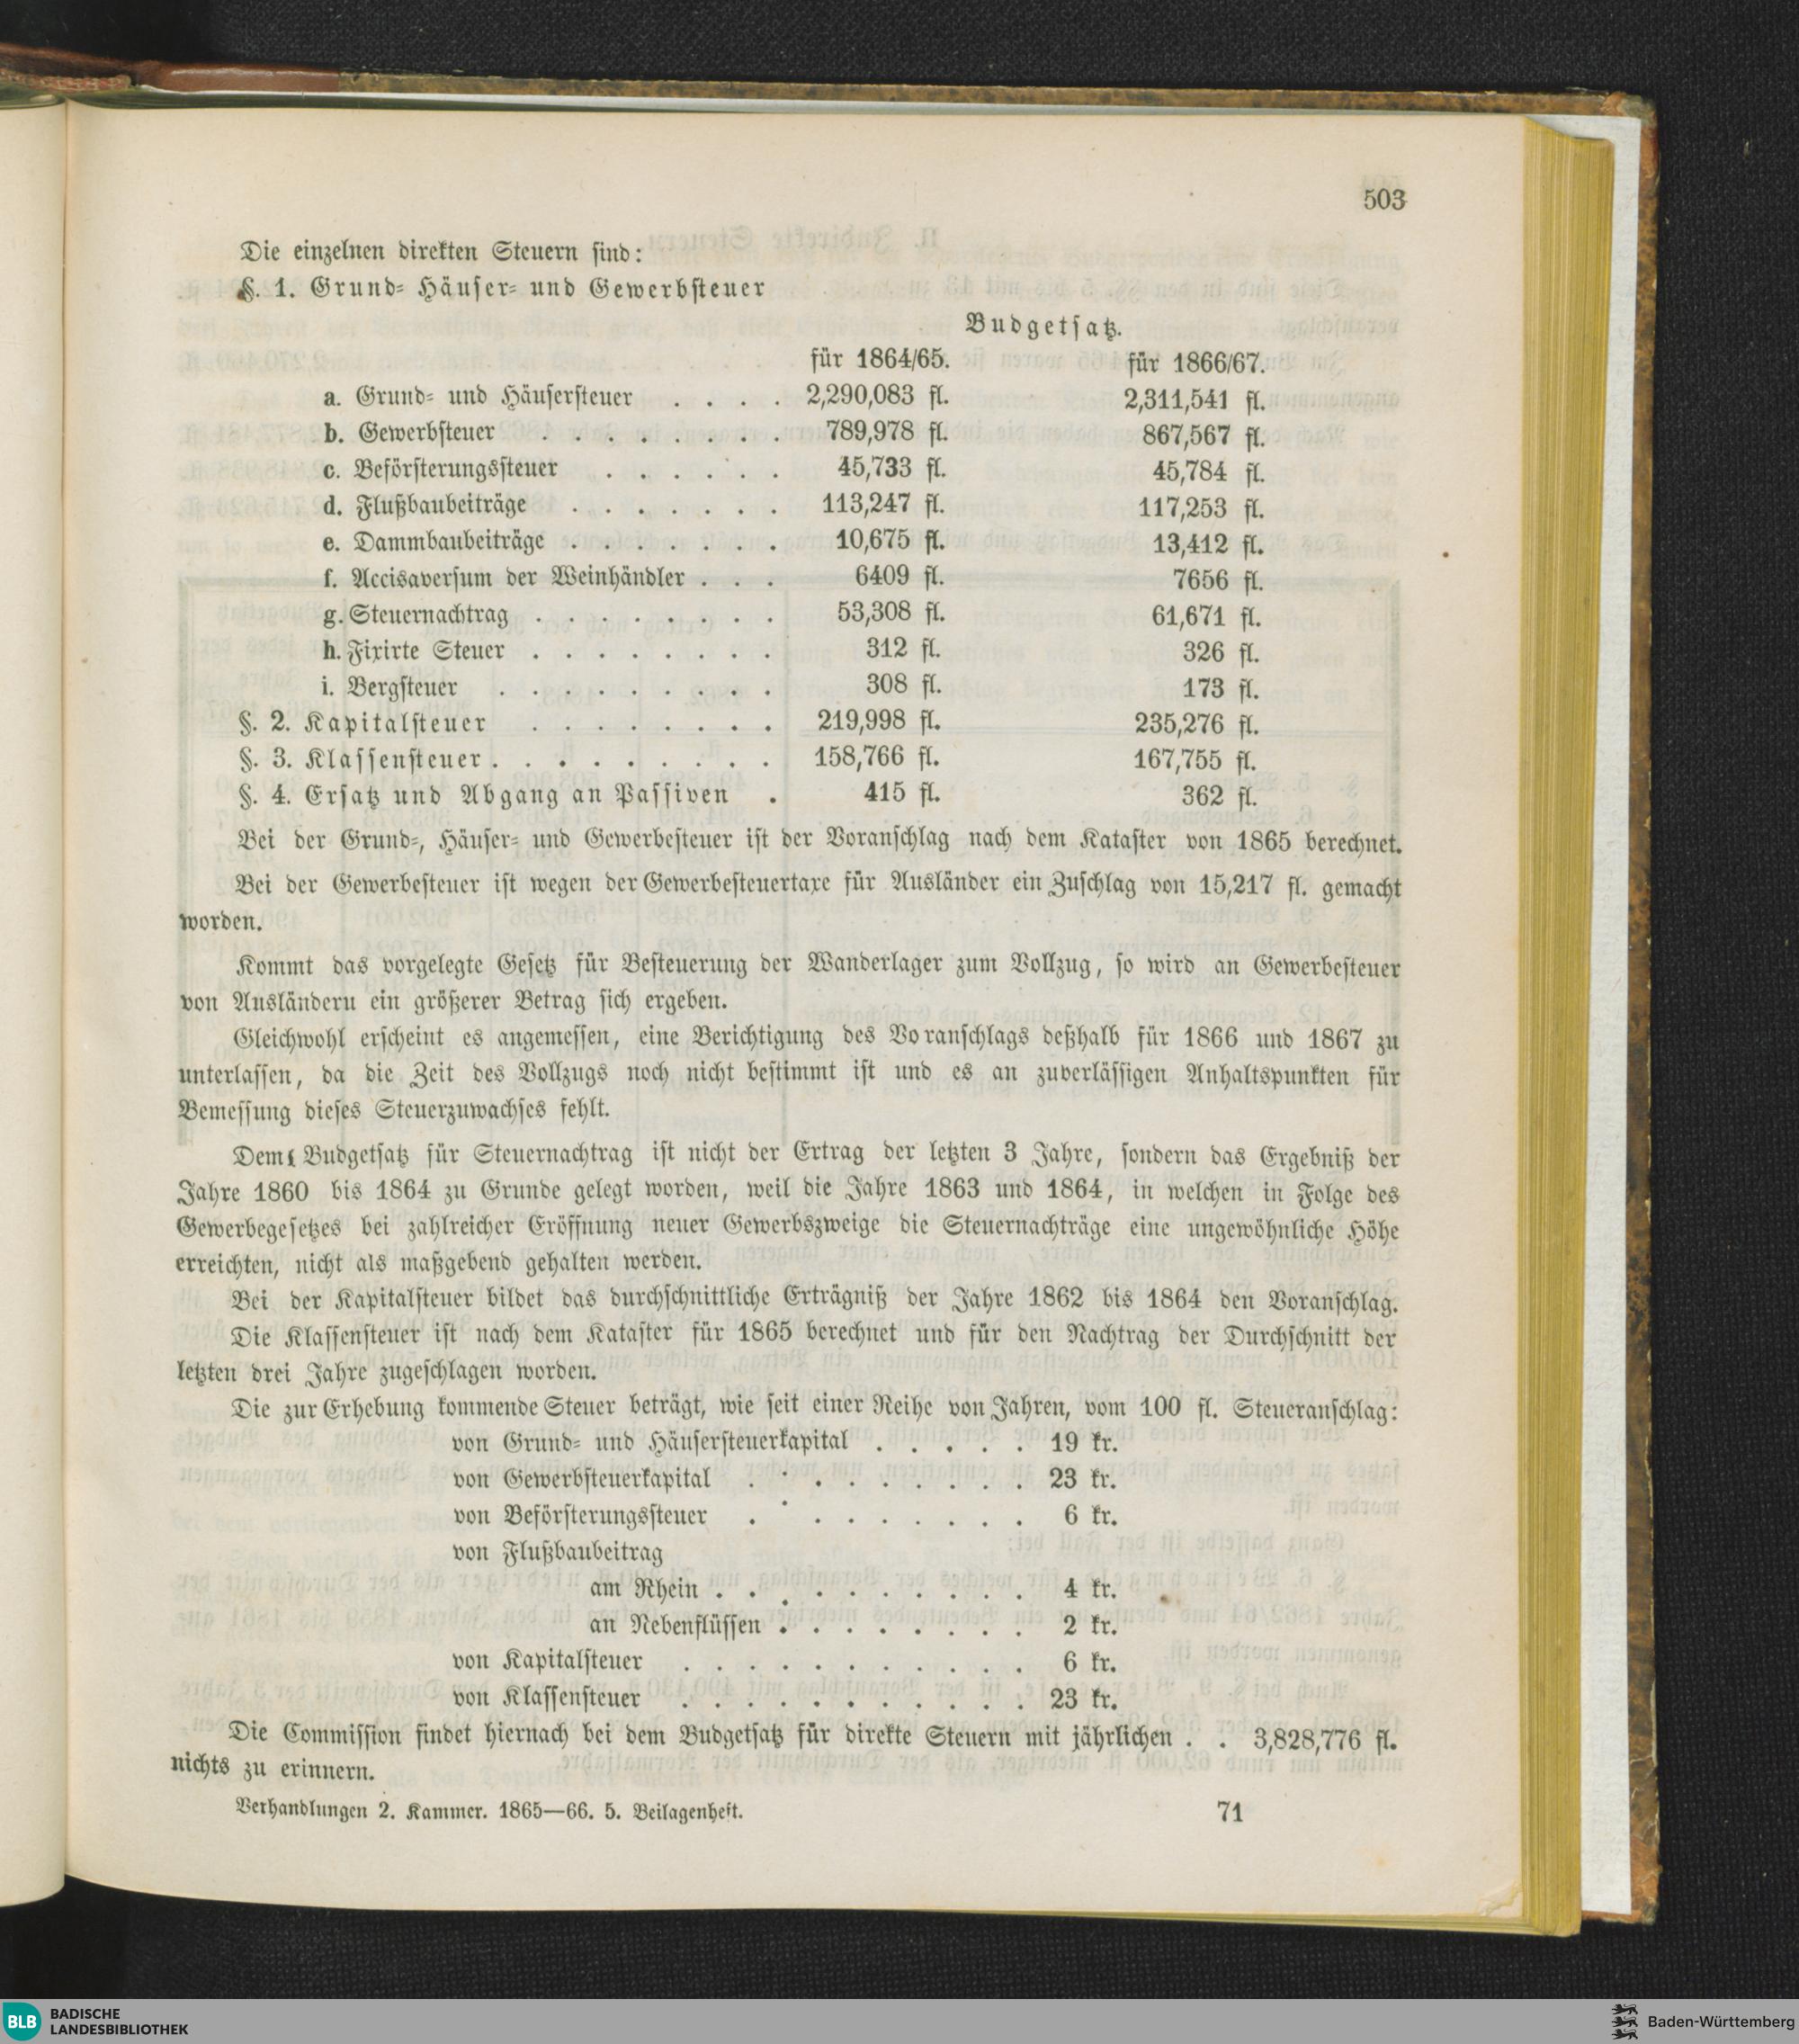 503
Die einzelnen direkten Steuern sind:
§. 1. Grund- Häuser- und Gewerbsteuer
Budgetsatz.
für 1864/65. für 1866/67.
a. Grund- und Häusersteuer . . . . 2,290,083 fl. 2,311,541 fl.
b. Gewerbsteuer . . . . . . . . 789,978 fl. 867,567 fl.
c. Beförsterungssteuer . . . . . . 45,733 fl. 45,784 fl.
d. Flußbaubeiträge . . . . . . . 113,247 fl. 117,253 fl.
e. Dammbaubeiträge . . . . . . . 10,675 fl. 13,412 fl.
f. Accisaversum der Weinhändler . . . 6409 fl. 7656 fl.
g. Steuernachtrag . . . . . . . . 53,308 fl. 61,671 fl.
h. Fixirte Steuer . . . . . . . . 312 fl. 326 fl.
i. Bergsteuer . . . . . . . . . 308 fl. 173 fl.
§. 2. Kapitalsteuer . . . . . . . . 219,998 fl. 235,276 fl.
§. 3. Klassensteuer . . . . . . . . . 158,766 fl. 167,755 fl.
§. 4. Ersatz und Abgang an Passiven . 415 fl. 362 fl.
Bei der Grund-, Häuser- und Gewerbesteuer ist der Voranschlag nach dem Kataster von 1865 berechnet.
Bei der Gewerbesteuer ist wegen der Gewerbesteuertaxe für Ausländer ein Zuschlag von 15,217 fl. gemacht
worden.
Kommt das vorgelegte Gesetz für Besteuerung der Wanderlager zum Vollzug, so wird an Gewerbesteuer
von Ausländeru ein größerer Betrag sich ergeben.
Gleichwohl erscheint es angemessen, eine Berichtigung des Voranschlags deßhalb für 1866 und 1867 zu
unterlassen, da die Zeit des Vollzugs noch nicht bestimmt ist und es an zuverlässigen Anhaltspunkten für
Bemessung dieses Steuerzuwachses fehlt.
Dem Budgetsatz für Steuernachtrag ist nicht der Ertrag der letzten 3 Jahre, sondern das Ergebniß der
Jahre 1860 bis 1864 zu Grunde gelegt worden, weil die Jahre 1863 und 1864, in welchen in Folge des
Gewerbegesetzes bei zahlreicher Eröffnung neuer Gewerbszweige die Steuernachträge eine ungewöhnliche Höhe
erreichten, nicht als maßgebend gehalten werden.
Bei der Kapitalsteuer bildet das durchschnittliche Erträgniß der Jahre 1862 bis 1864 den Voranschlag.
Die Klassensteuer ist nach dem Kataster für 1865 berechnet und für den Nachtrag der Durchschnitt der
letzten drei Jahre zugeschlagen worden.
Die zur Erhebung kommende Steuer beträgt, wie seit einer Reihe von Jahren, vom 100 fl. Steueranschlag:
von Grund- und Häusersteuerkapital . . . . . 19 kr.
von Gewerbsteuerkapital . . . . . . . . . 23 kr.
von Beförsterungssteuer . . . . . . . . . 6 kr.
von Flußbaubeitrag
am Rhein . . . . . . . . . . 4 kr.
an Nebenflüssen . . . . . . . . 2 kr.
von Kapitalsteuer . . . . . . . . . . . 6 kr.
von Klassensteuer . . . . . . . . . . . 23 kr.
Die Commission findet hiernach bei dem Budgetsatz für direkte Steuern mit jährlichen . . 3,828,776 fl.
nichts zu erinnern.
Verhandlungen 2. Kammer. 1865—66. 5. Beilagenheft. 71
BLB BADISCHE
LANDESBIBLIOTHEK
Baden-Württemberg